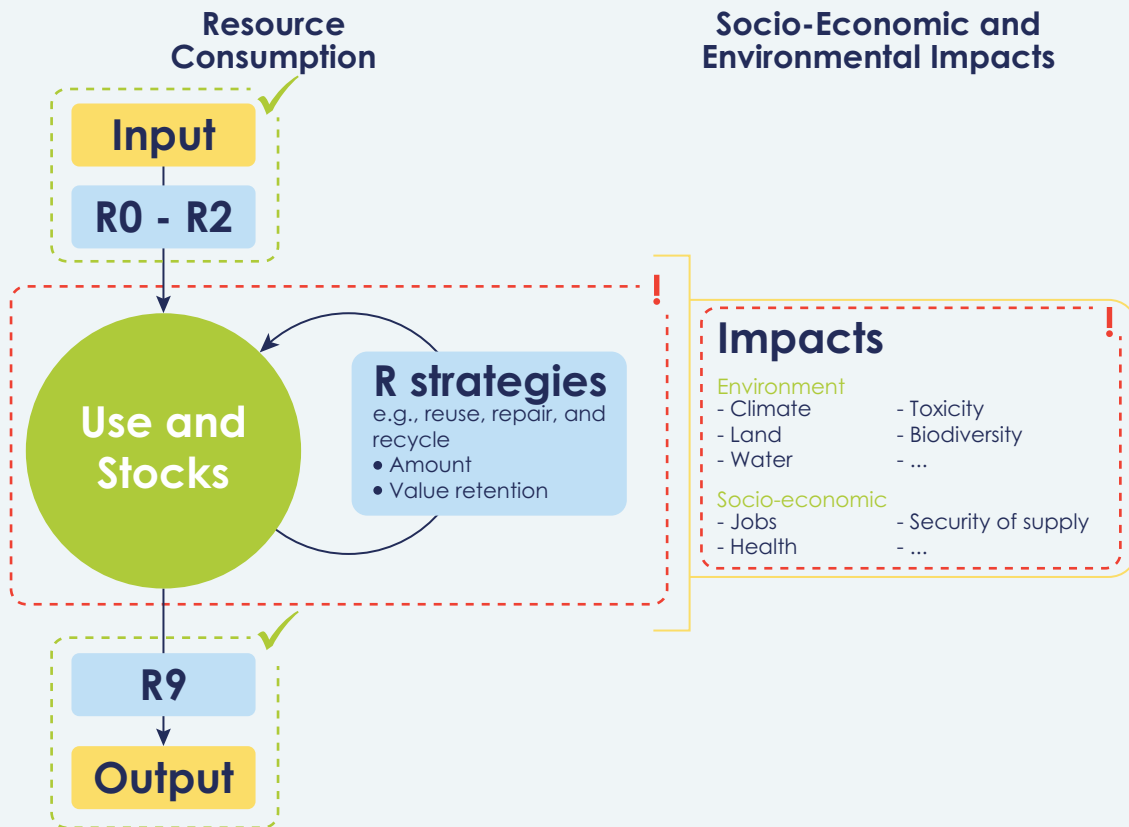 Resource
Consumption
Socio-Economic and
Environmental Impacts
Input
R0 - R2
!
!
Use and
Stocks
R strategies
e.g., reuse, repair, and
recycle
• Amount
• Value retention
Impacts
Environment
- Climate
- Toxicity
- Land
- Biodiversity
- Water
- ...
Socio-economic
- Jobs
- Security of supply
- Health
- ...
R9
Output